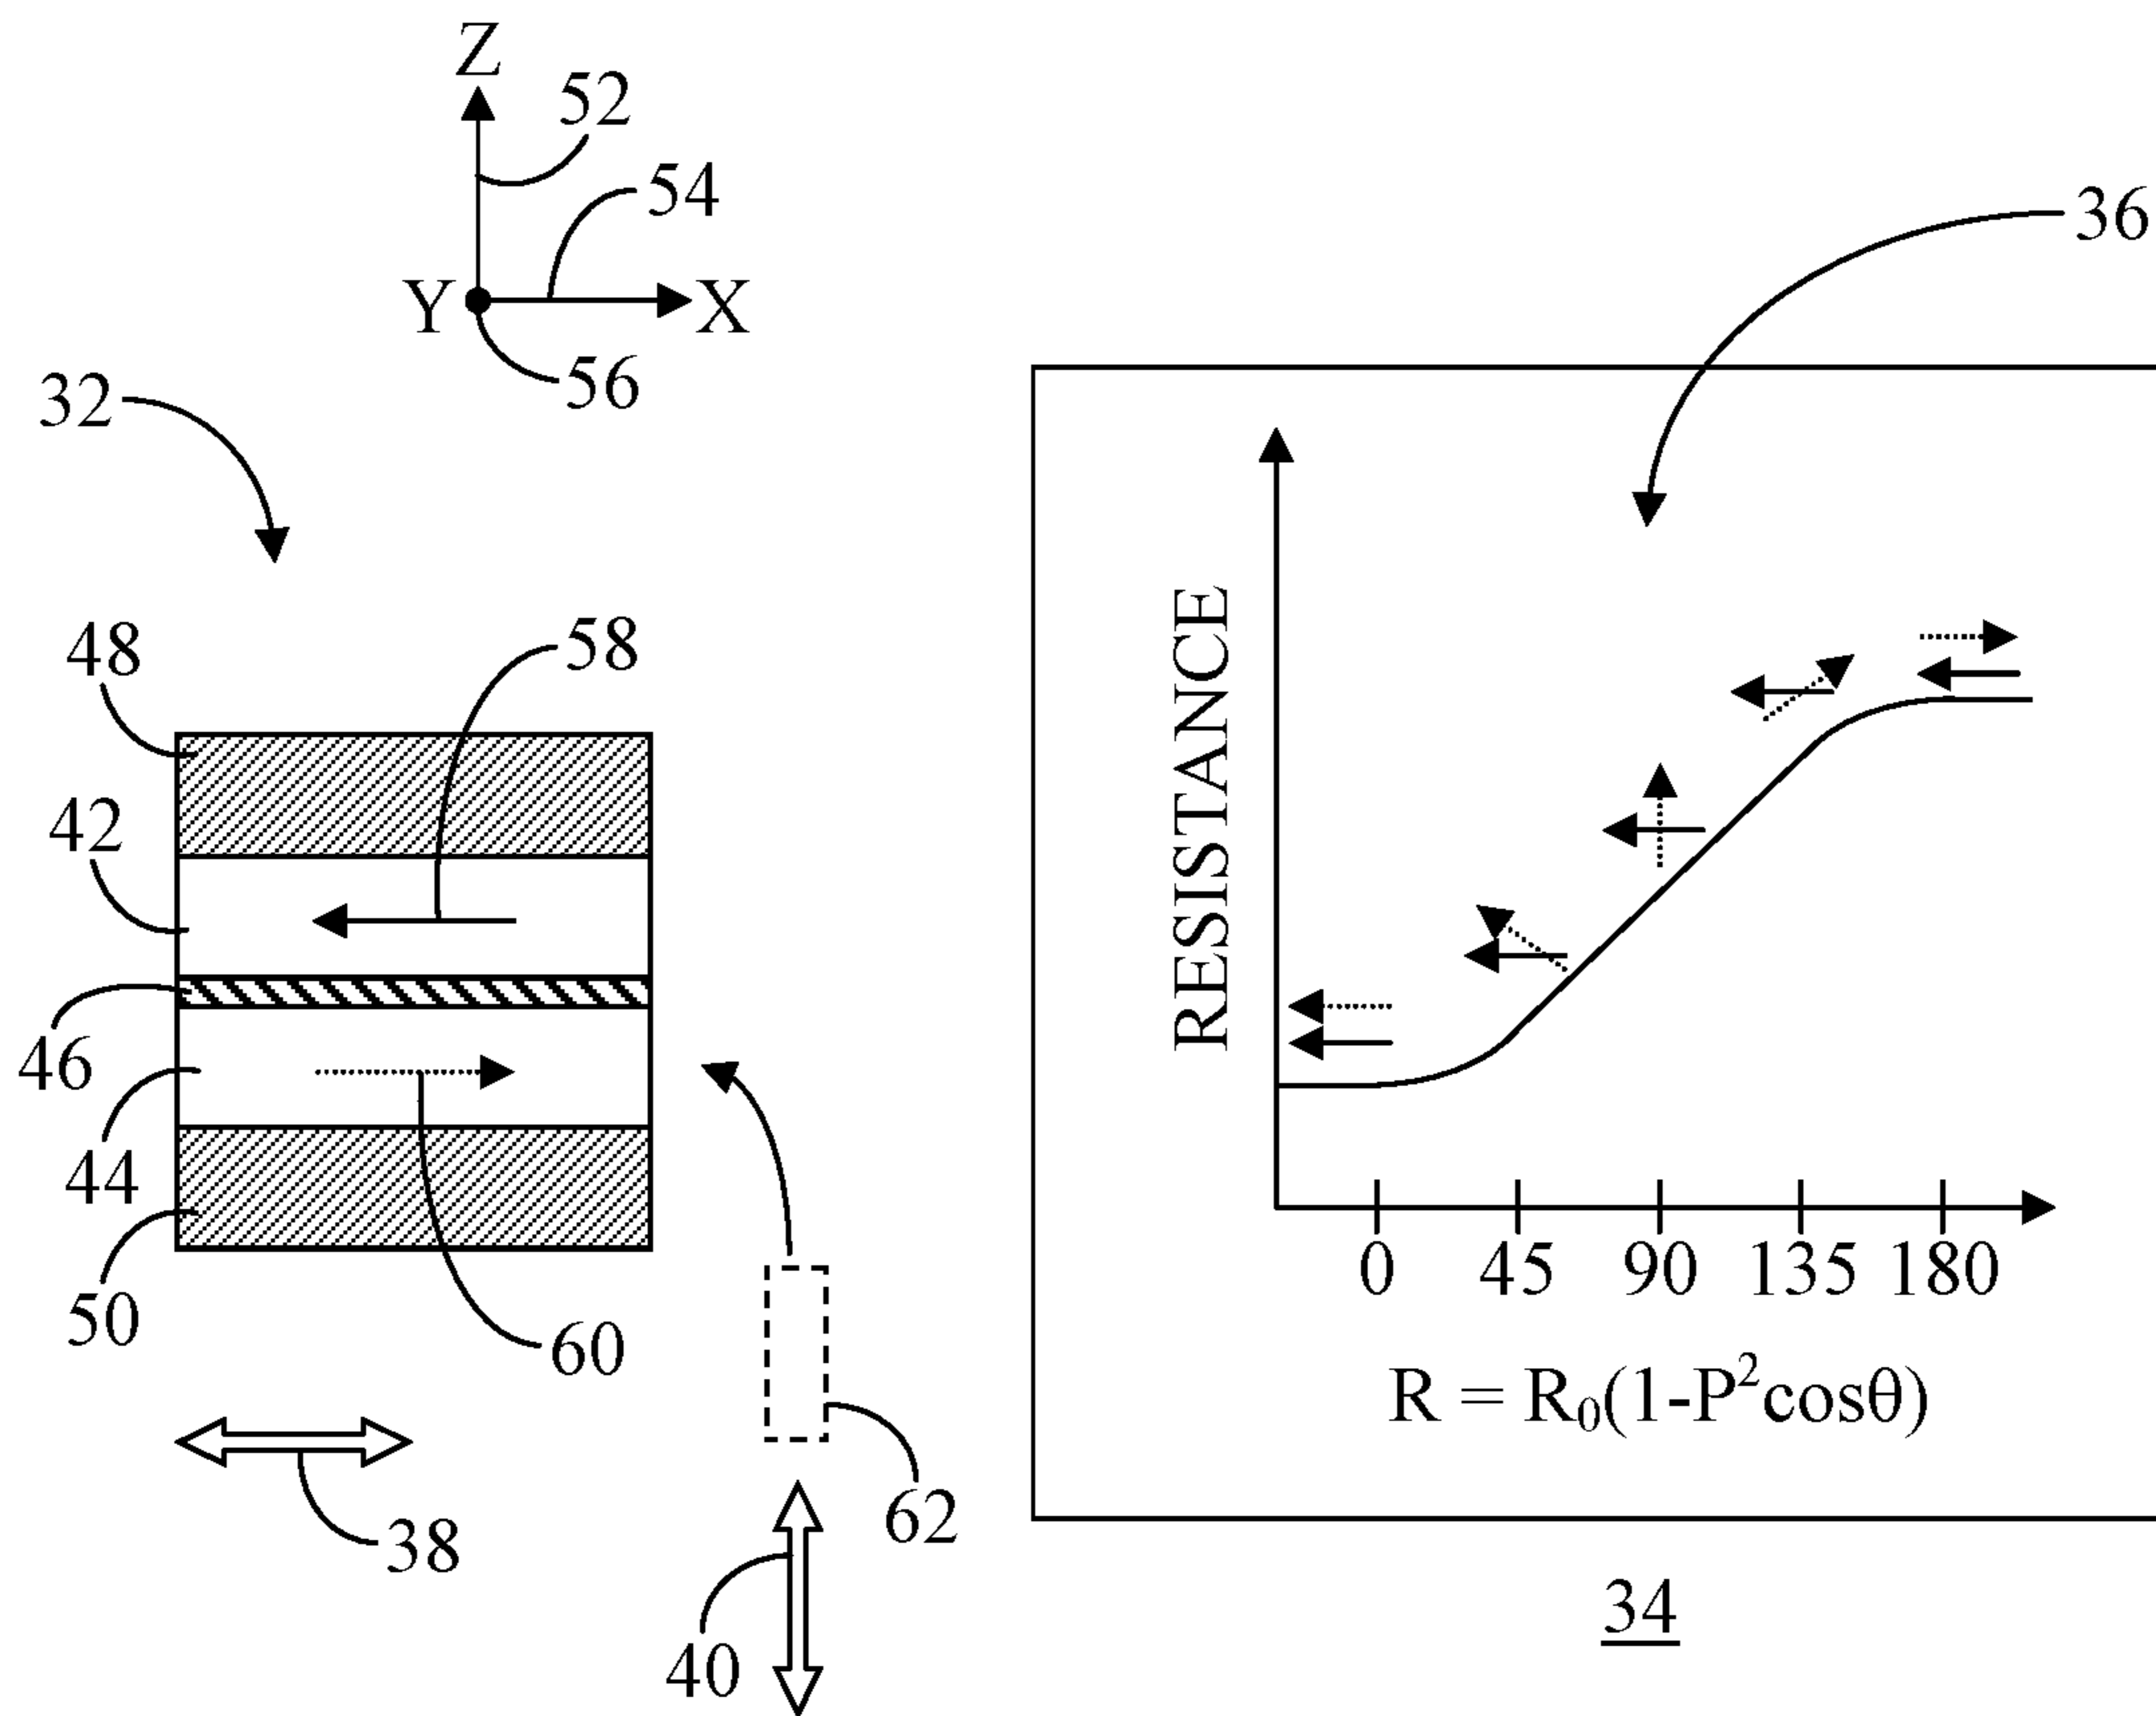 Z
52
54
Y
X
56
32
36
48
58
42
46
44
50
60
62
38
40
RESISTANCE
0 45 90 135 180
R = R₀(1-P²cosθ)
34